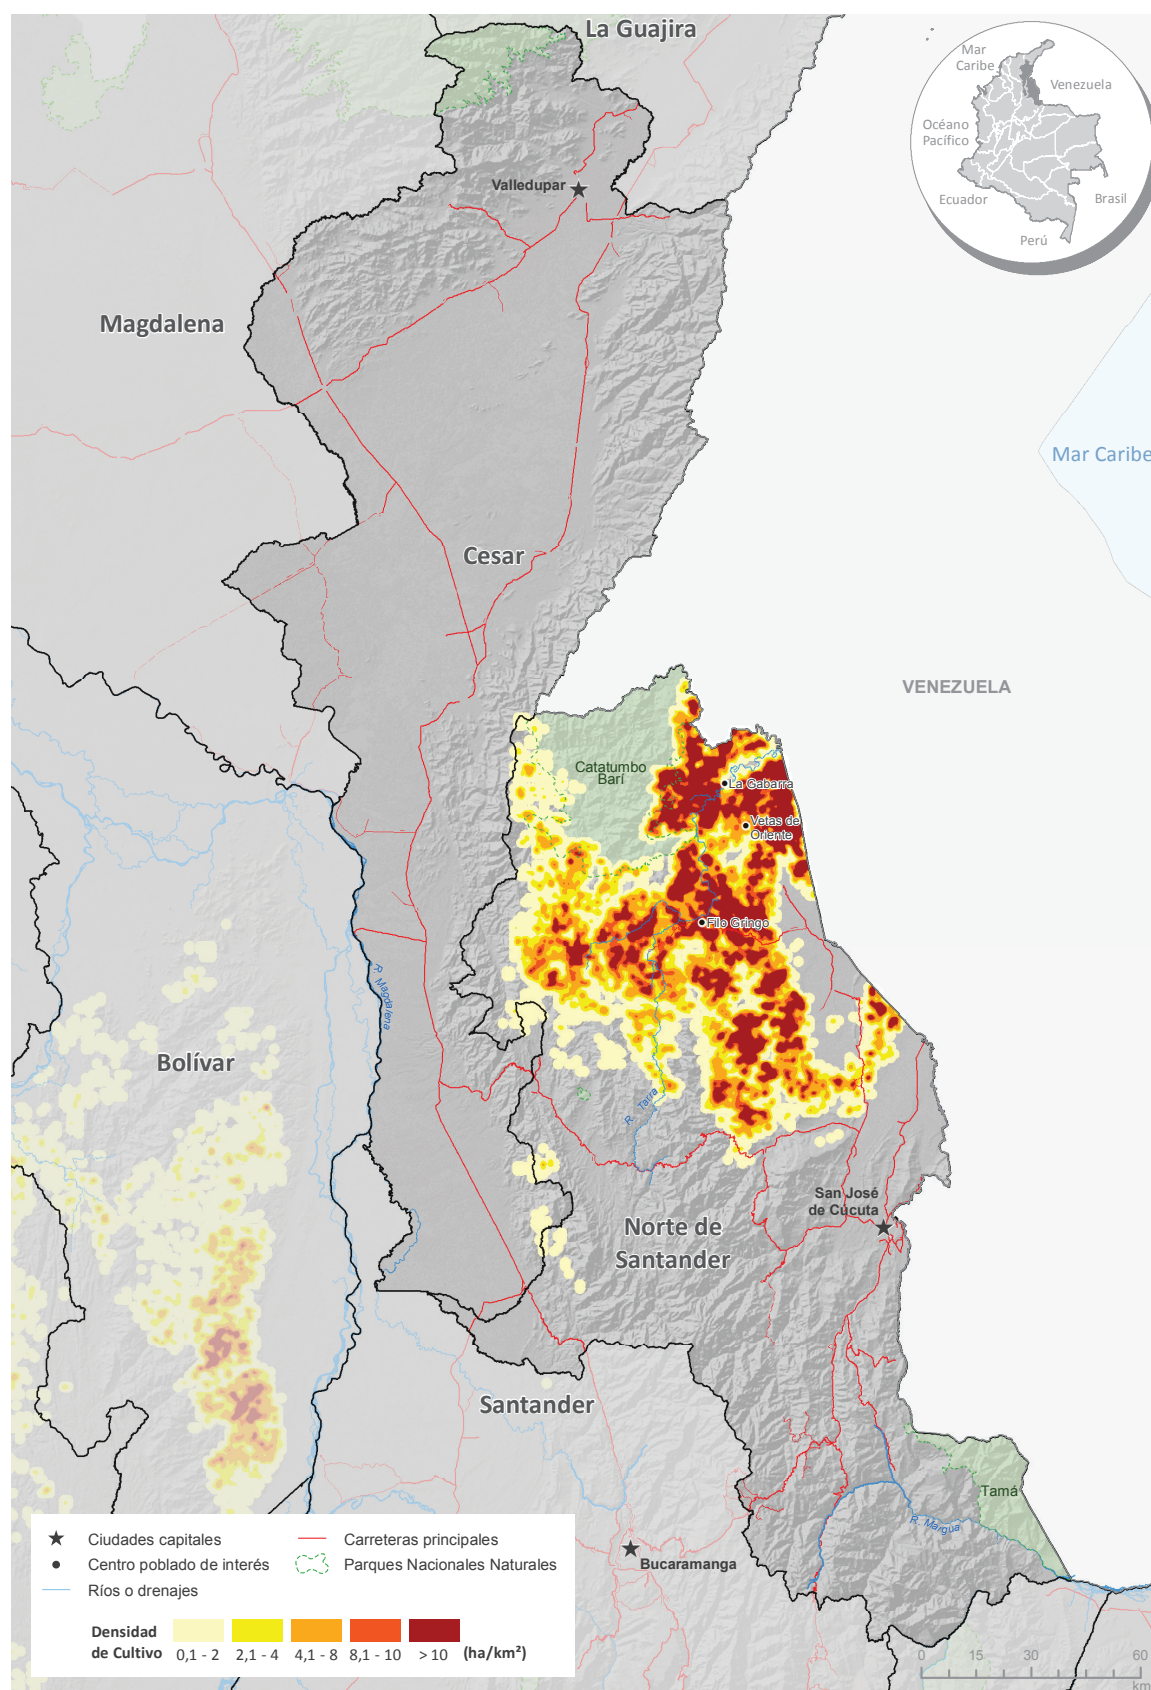 La Guajira
Mar
Caribe
Venezuela
Océano
Pacífico
Ecuador
Brasil
Perú
Valledupar
Magdalena
Mar Caribe
Cesar
VENEZUELA
Catatumbo
Barí
La Gabarra
Vetas de
Oriente
Filo Gringo
R. Magdalena
Bolívar
R. Tarra
San José
de Cúcuta
Norte de
Santander
Santander
Tamá
R. Margua
Bucaramanga
Ciudades capitales
Carreteras principales
Centro poblado de interés
Parques Nacionales Naturales
Ríos o drenajes
Densidad
de Cultivo
0,1 - 2
2,1 - 4
4,1 - 8
8,1 - 10
> 10
(ha/km²)
0 15 30 60
km